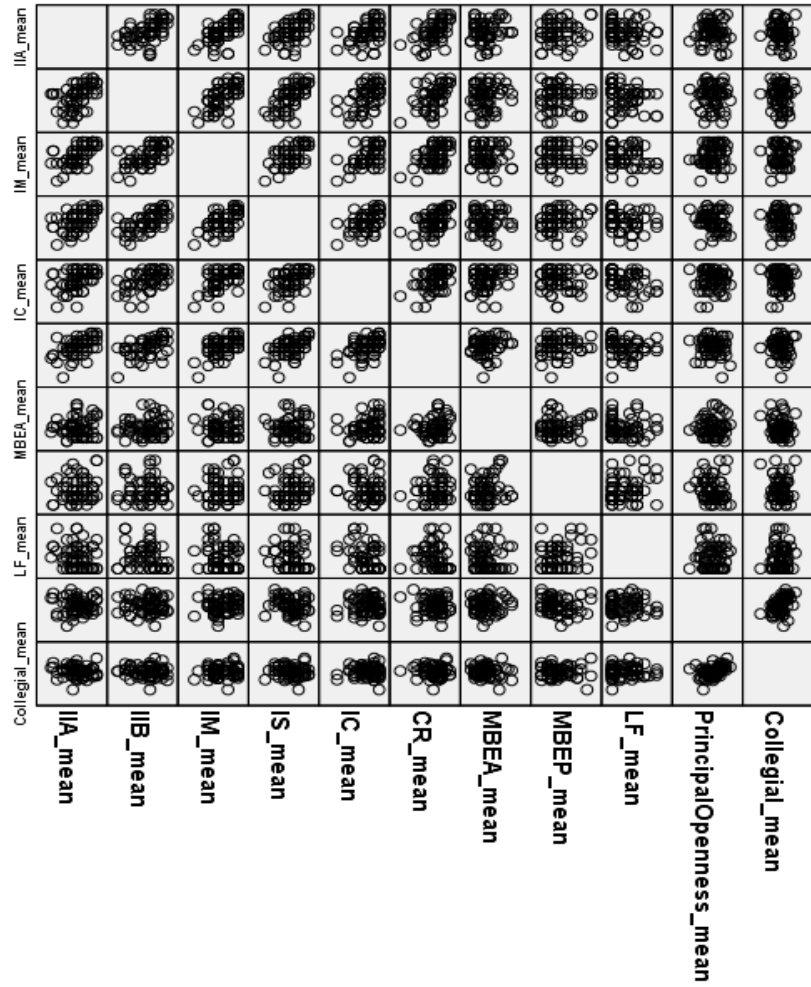 IIA_mean
IM_mean
IC_mean
MBEA_mean
LF_mean
Collegial_mean
IIA_mean
IIB_mean
IM_mean
IS_mean
IC_mean
CR_mean
MBEA_mean
MBEP_mean
LF_mean
PrincipalOpenness_mean
Collegial_mean